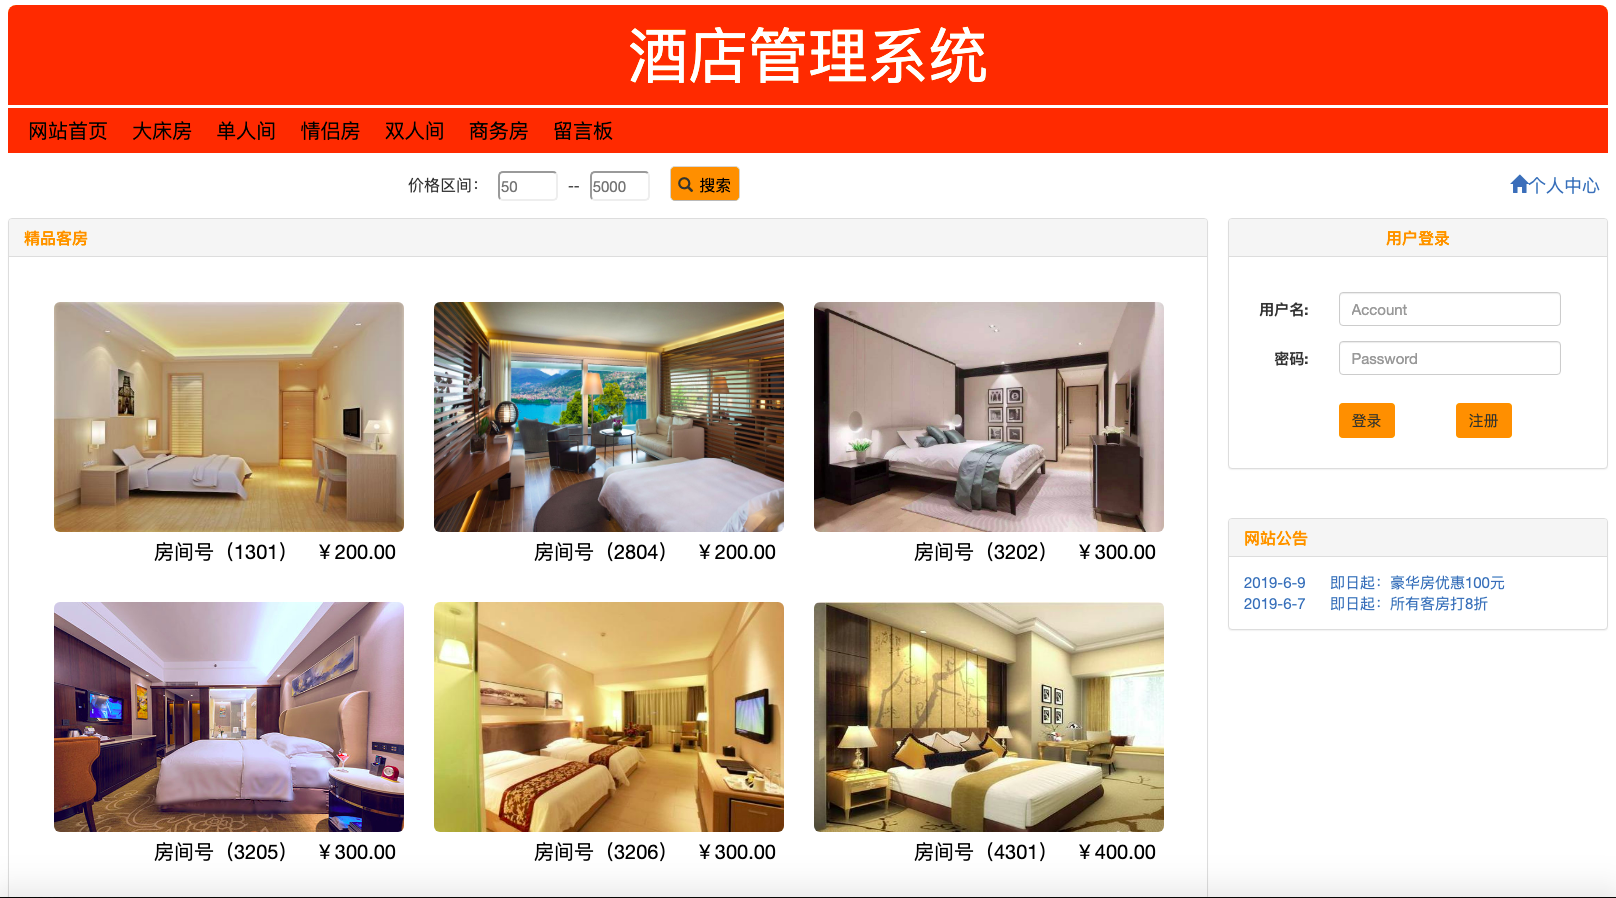 酒店管理系统
网站首页 大床房 单人间 情侣房 双人间 商务房 留言板
价格区间： 50 -- 5000 搜索
个人中心
精品客房
房间号（1301） ￥200.00
房间号（2804） ￥200.00
房间号（3202） ￥300.00
房间号（3205） ￥300.00
房间号（3206） ￥300.00
房间号（4301） ￥400.00
用户登录
用户名: Account
密码: Password
登录 注册
网站公告
2019-6-9 即日起：豪华房优惠100元
2019-6-7 即日起：所有客房打8折